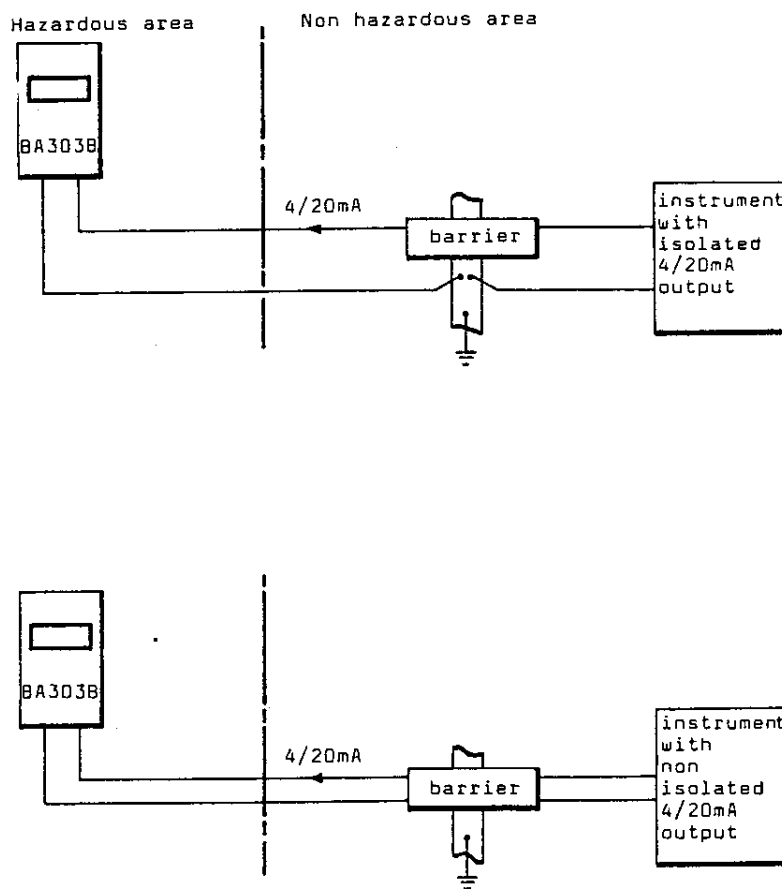 Hazardous area
Non hazardous area
BA303B
4/20mA
barrier
instrument
with
isolated
4/20mA
output
BA303B
4/20mA
barrier
instrument
with
non
isolated
4/20mA
output